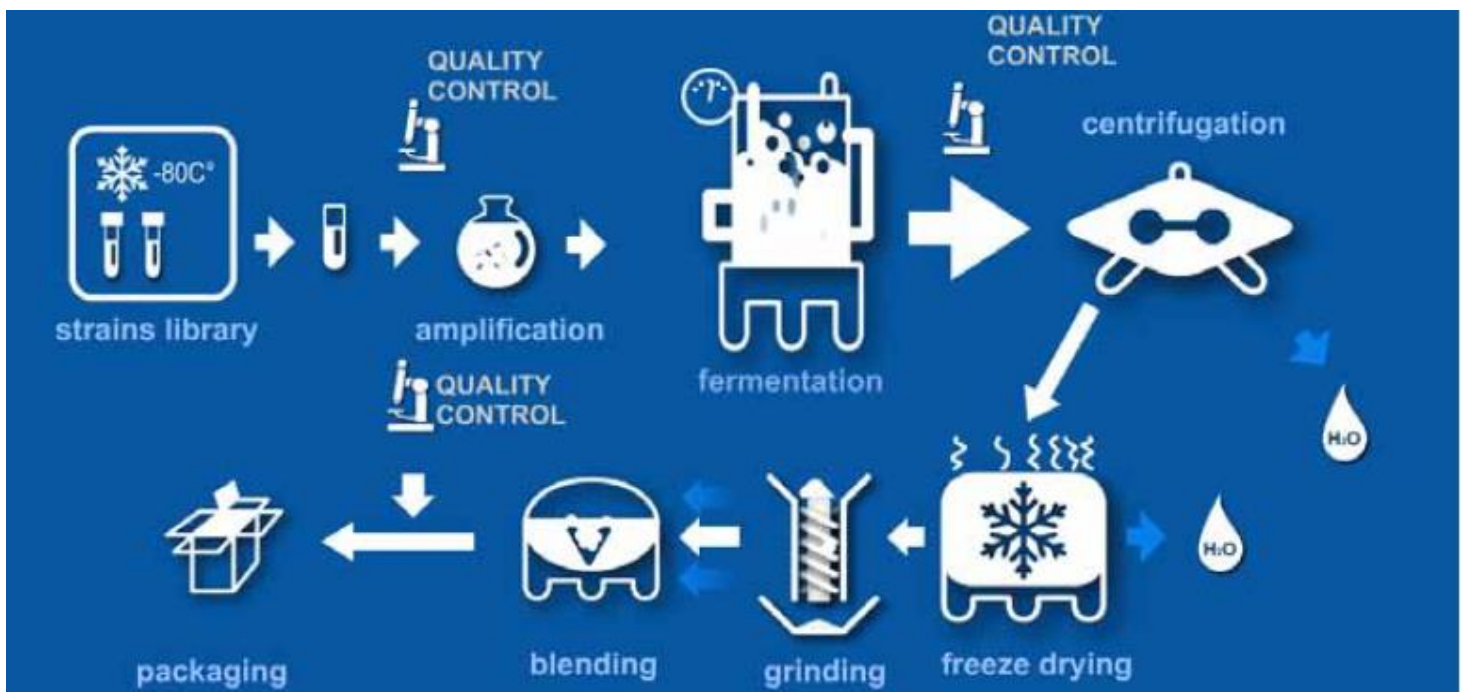 QUALITY
CONTROL
QUALITY
CONTROL
centrifugation
-80C°
strains library
amplification
fermentation
QUALITY
CONTROL
H₂O
H₂O
packaging
blending
grinding
freeze drying